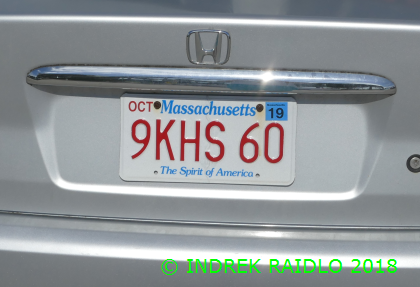 OCT Massachusetts 19
9KHS 60
The Spirit of America
© INDREK RAIDLO 2018